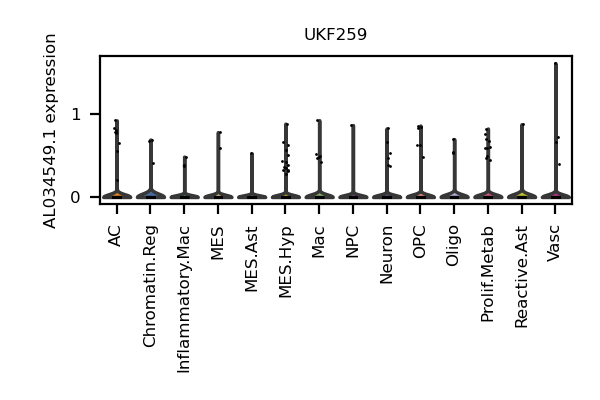 UKF259
AL034549.1 expression
1
0
AC
Chromatin.Reg
Inflammatory.Mac
MES
MES.Ast
MES.Hyp
Mac
NPC
Neuron
OPC
Oligo
Prolif.Metab
Reactive.Ast
Vasc